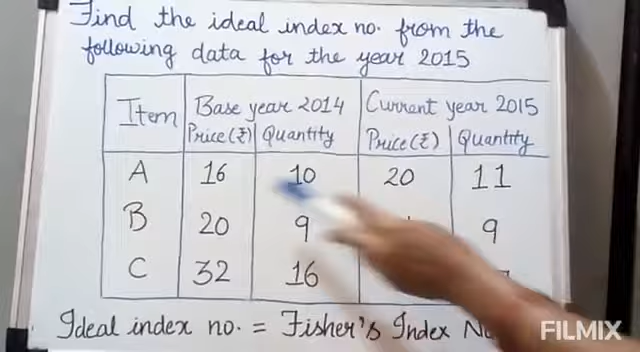 Find the ideal index no. from the
following data for the year 2015
Item Base year 2014 Current year 2015
Price(₹) Quantity Price(₹) Quantity
A 16 10 20 11
B 20 9 9
C 32 16
Ideal index no. = Fisher's Index
FILMIX